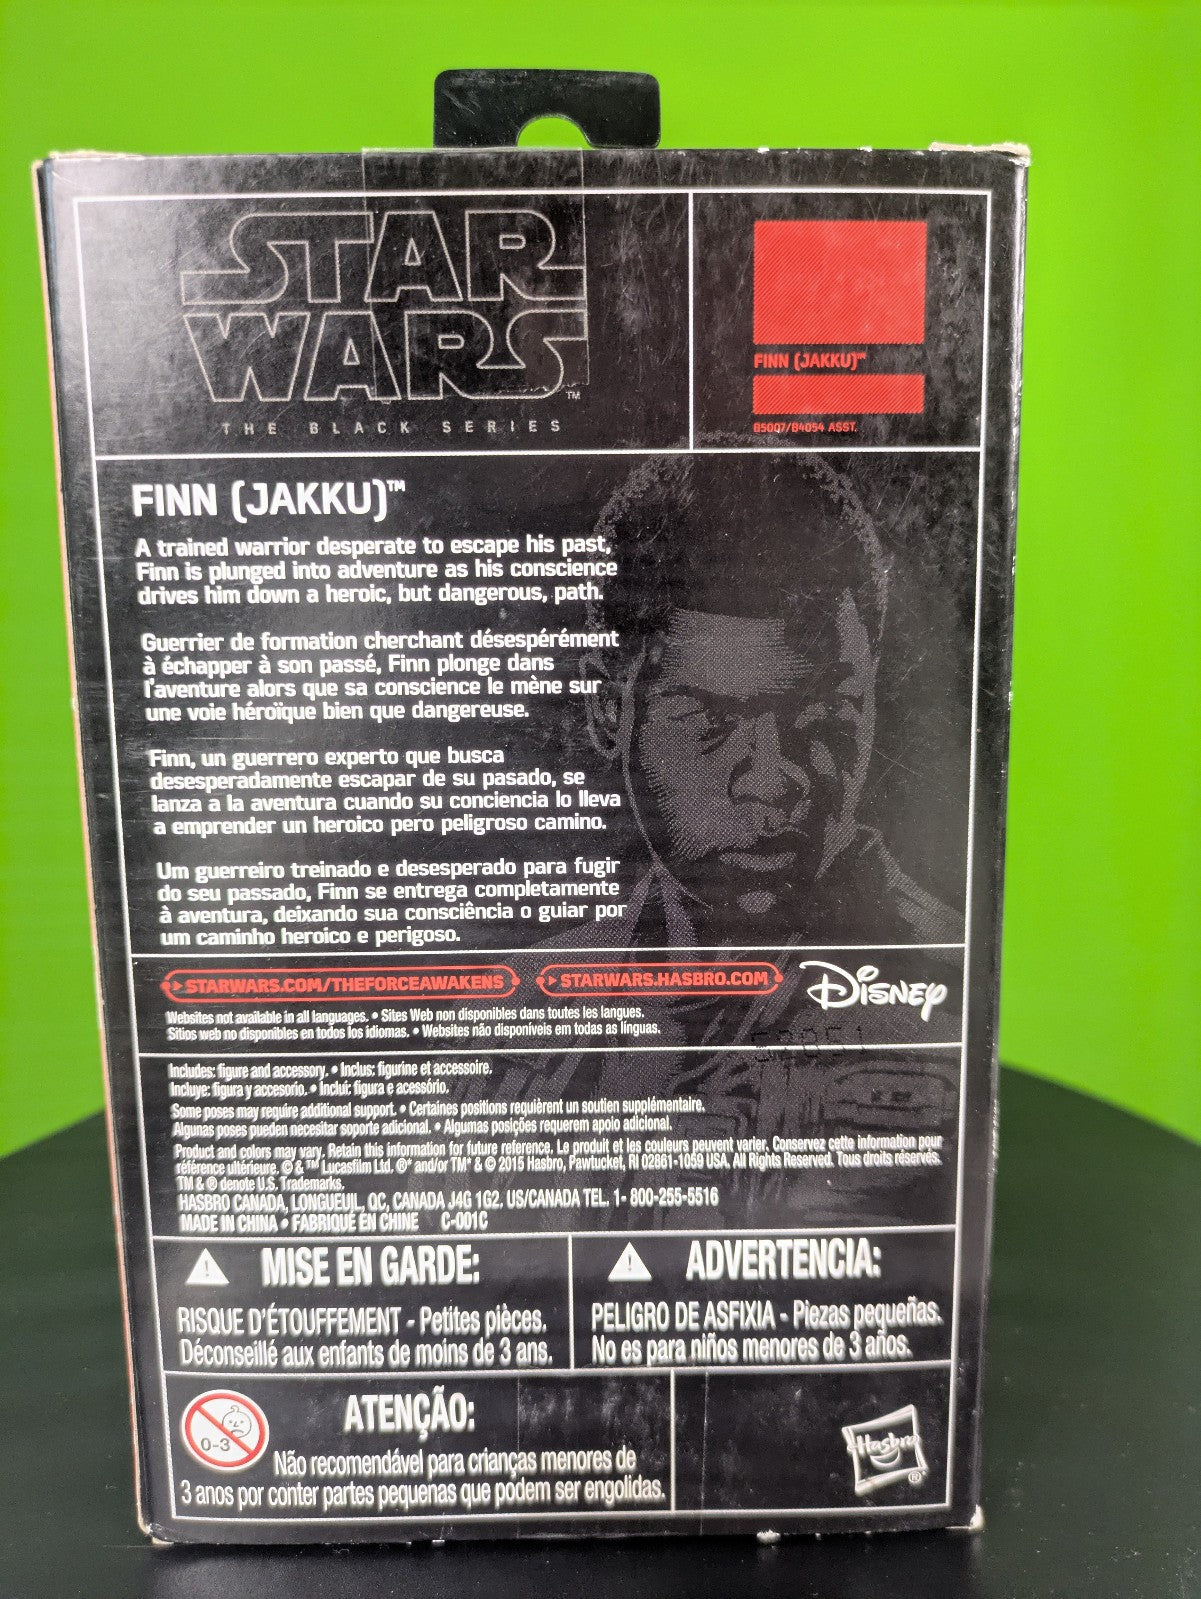 STAR
WARS™
THE BLACK SERIES
FINN (JAKKU)™
B5007/B4054 ASST.
FINN (JAKKU)™
A trained warrior desperate to escape his past,
Finn is plunged into adventure as his conscience
drives him down a heroic, but dangerous, path.
Guerrier de formation cherchant désespérément
à échapper à son passé, Finn plonge dans
l'aventure alors que sa conscience le mène sur
une voie héroïque bien que dangereuse.
Finn, un guerrero experto que busca
desesperadamente escapar de su pasado, se
lanza a la aventura cuando su conciencia lo lleva
a emprender un heroico pero peligroso camino.
Um guerreiro treinado e desesperado para fugir
do seu passado, Finn se entrega completamente
à aventura, deixando sua consciência o guiar por
um caminho heroico e perigoso.
STARWARS.COM/THEFORCEAWAKENS STARWARS.HASBRO.COM Disney
Websites not available in all languages. • Sites Web non disponibles dans toutes les langues.
Sitios web no disponibles en todos los idiomas. • Websites não disponíveis em todas as línguas.
52851
Includes: figure and accessory. • Inclus: figurine et accessoire.
Incluye: figura y accesorio. • Inclui: figura e acessório.
Some poses may require additional support. • Certaines positions requièrent un soutien supplémentaire.
Algunas poses pueden necesitar soporte adicional. • Algumas posições requerem apoio adicional.
Product and colors may vary. Retain this information for future reference. Le produit et les couleurs peuvent varier. Conservez cette information pour
référence ultérieure. © & ™ Lucasfilm Ltd. ®* and/or TM* & © 2015 Hasbro, Pawtucket, RI 02861-1059 USA. All Rights Reserved. Tous droits réservés.
TM & ® denote U.S. Trademarks.
HASBRO CANADA, LONGUEUIL, QC, CANADA J4G 1G2. US/CANADA TEL. 1-800-255-5516
MADE IN CHINA • FABRIQUÉ EN CHINE C-001C
MISE EN GARDE:
RISQUE D'ÉTOUFFEMENT - Petites pièces.
Déconseillé aux enfants de moins de 3 ans.
ADVERTENCIA:
PELIGRO DE ASFIXIA - Piezas pequeñas.
No es para niños menores de 3 años.
0-3
ATENÇÃO:
Não recomendável para crianças menores de
3 anos por conter partes pequenas que podem ser engolidas.
Hasbro®